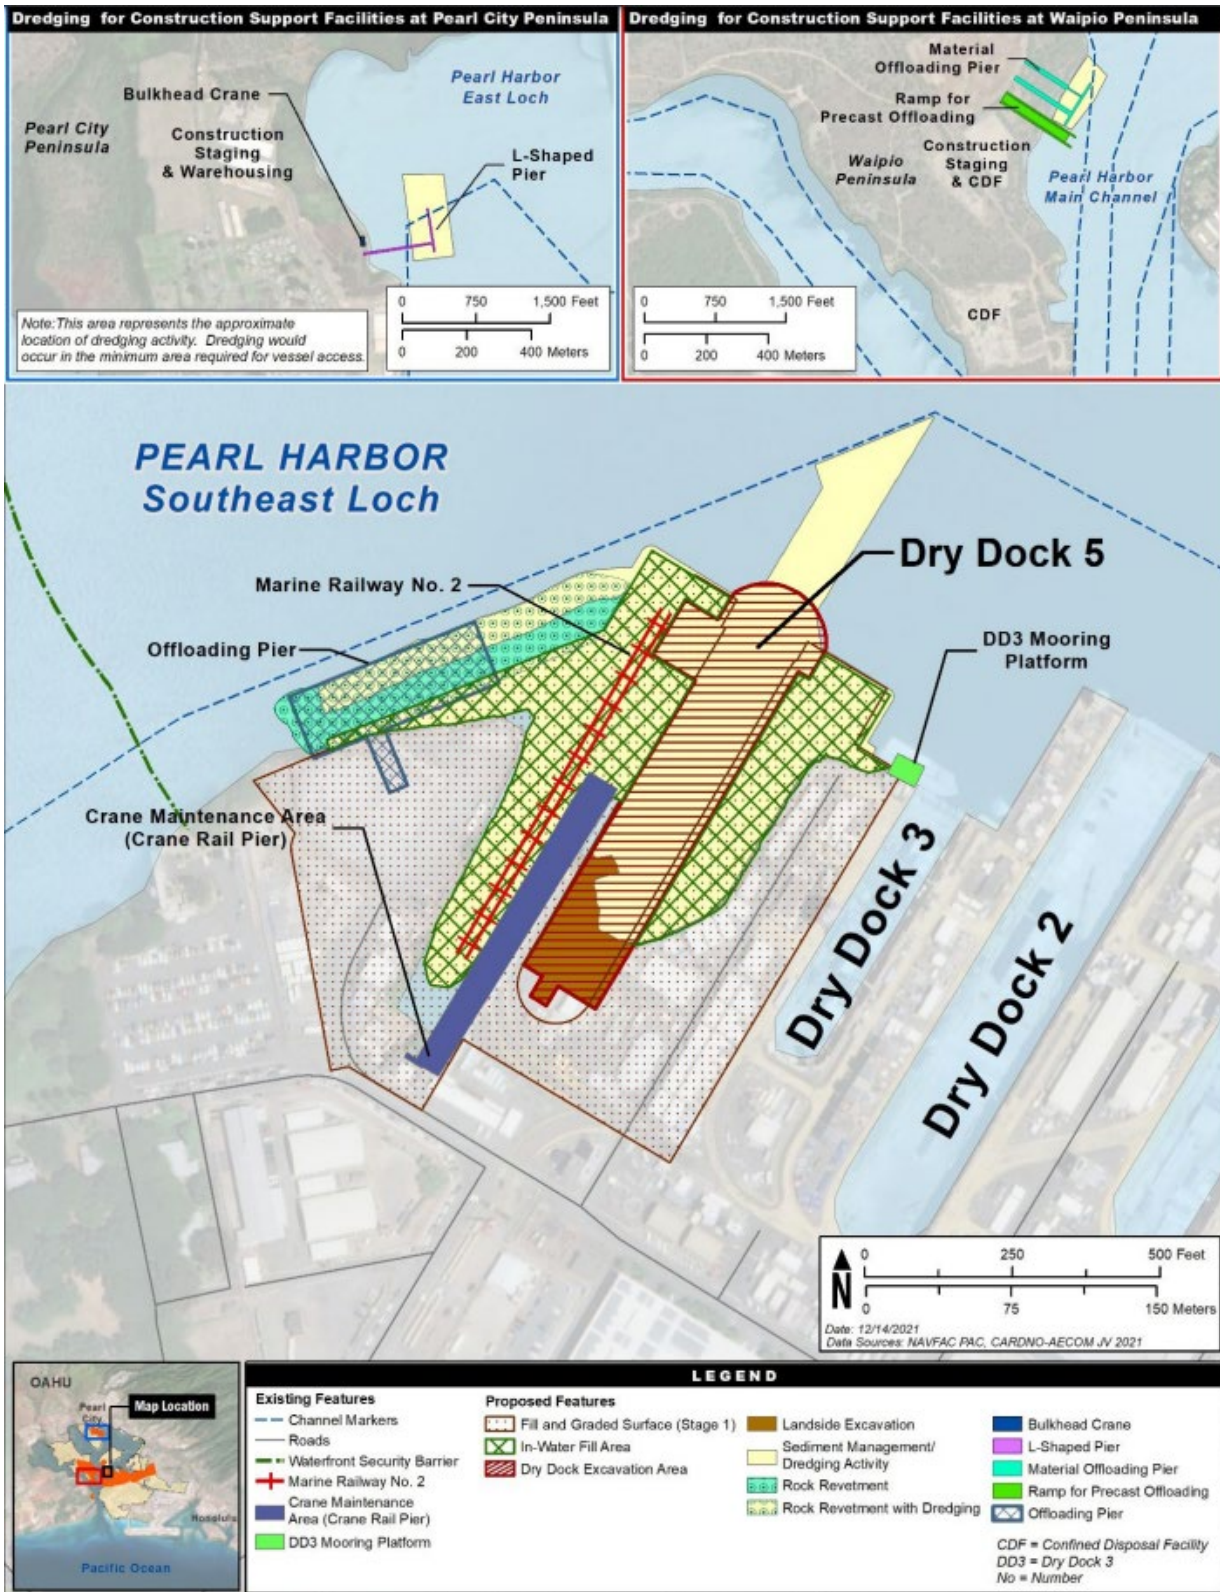 Dredging for Construction Support Facilities at Pearl City Peninsula
Pearl Harbor
East Loch
Bulkhead Crane
Pearl City
Peninsula
Construction
Staging
& Warehousing
L-Shaped
Pier
Note:This area represents the approximate
location of dredging activity. Dredging would
occur in the minimum area required for vessel access.
0 750 1,500 Feet
0 200 400 Meters
Dredging for Construction Support Facilities at Waipio Peninsula
Material
Offloading Pier
Ramp for
Precast Offloading
Construction
Staging
& CDF
Waipio
Peninsula
Pearl Harbor
Main Channel
CDF
0 750 1,500 Feet
0 200 400 Meters
PEARL HARBOR
Southeast Loch
Dry Dock 5
Marine Railway No. 2
Offloading Pier
DD3 Mooring
Platform
Crane Maintenance Area
(Crane Rail Pier)
Dry Dock 3
Dry Dock 2
N
0 250 500 Feet
0 75 150 Meters
Date: 12/14/2021
Data Sources: NAVFAC PAC, CARDNO-AECOM JV 2021
OAHU
Pearl
City
Map Location
Honolulu
Pacific Ocean
LEGEND
Existing Features
Channel Markers
Roads
Waterfront Security Barrier
Marine Railway No. 2
Crane Maintenance
Area (Crane Rail Pier)
DD3 Mooring Platform
Proposed Features
Fill and Graded Surface (Stage 1)
In-Water Fill Area
Dry Dock Excavation Area
Landside Excavation
Sediment Management/
Dredging Activity
Rock Revetment
Rock Revetment with Dredging
Bulkhead Crane
L-Shaped Pier
Material Offloading Pier
Ramp for Precast Offloading
Offloading Pier
CDF = Confined Disposal Facility
DD3 = Dry Dock 3
No = Number